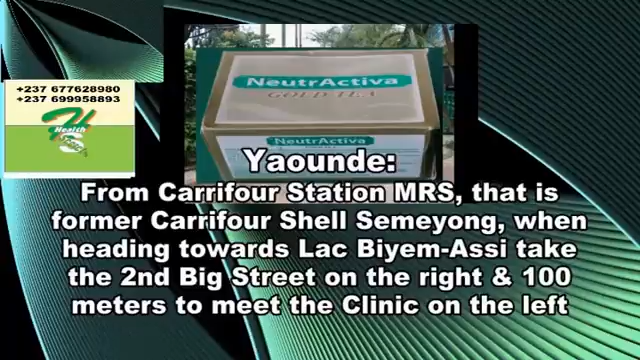 +237 677628980
+237 699958893
Health
NeutrActiva
GOLD TEA
NeutrActiva
Yaounde:
From Carrifour Station MRS, that is
former Carrifour Shell Semeyong, when
heading towards Lac Biyem-Assi take
the 2nd Big Street on the right & 100
meters to meet the Clinic on the left